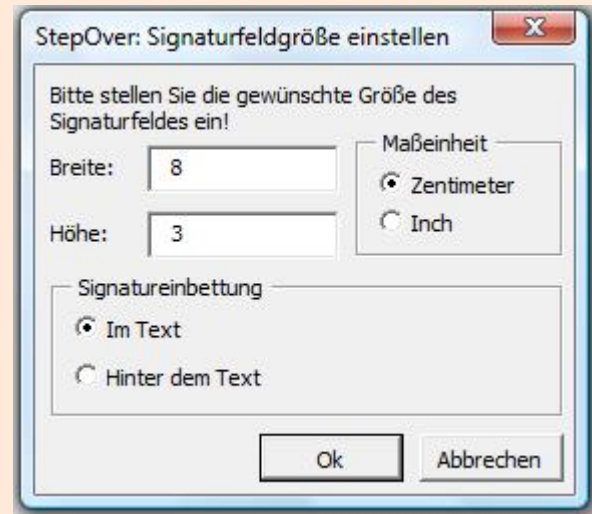 StepOver: Signaturfeldgröße einstellen
Bitte stellen Sie die gewünschte Größe des
Signaturfeldes ein!
Maßeinheit
Breite: 8
Zentimeter
Höhe: 3
Inch
Signatureinbettung
Im Text
Hinter dem Text
Ok Abbrechen